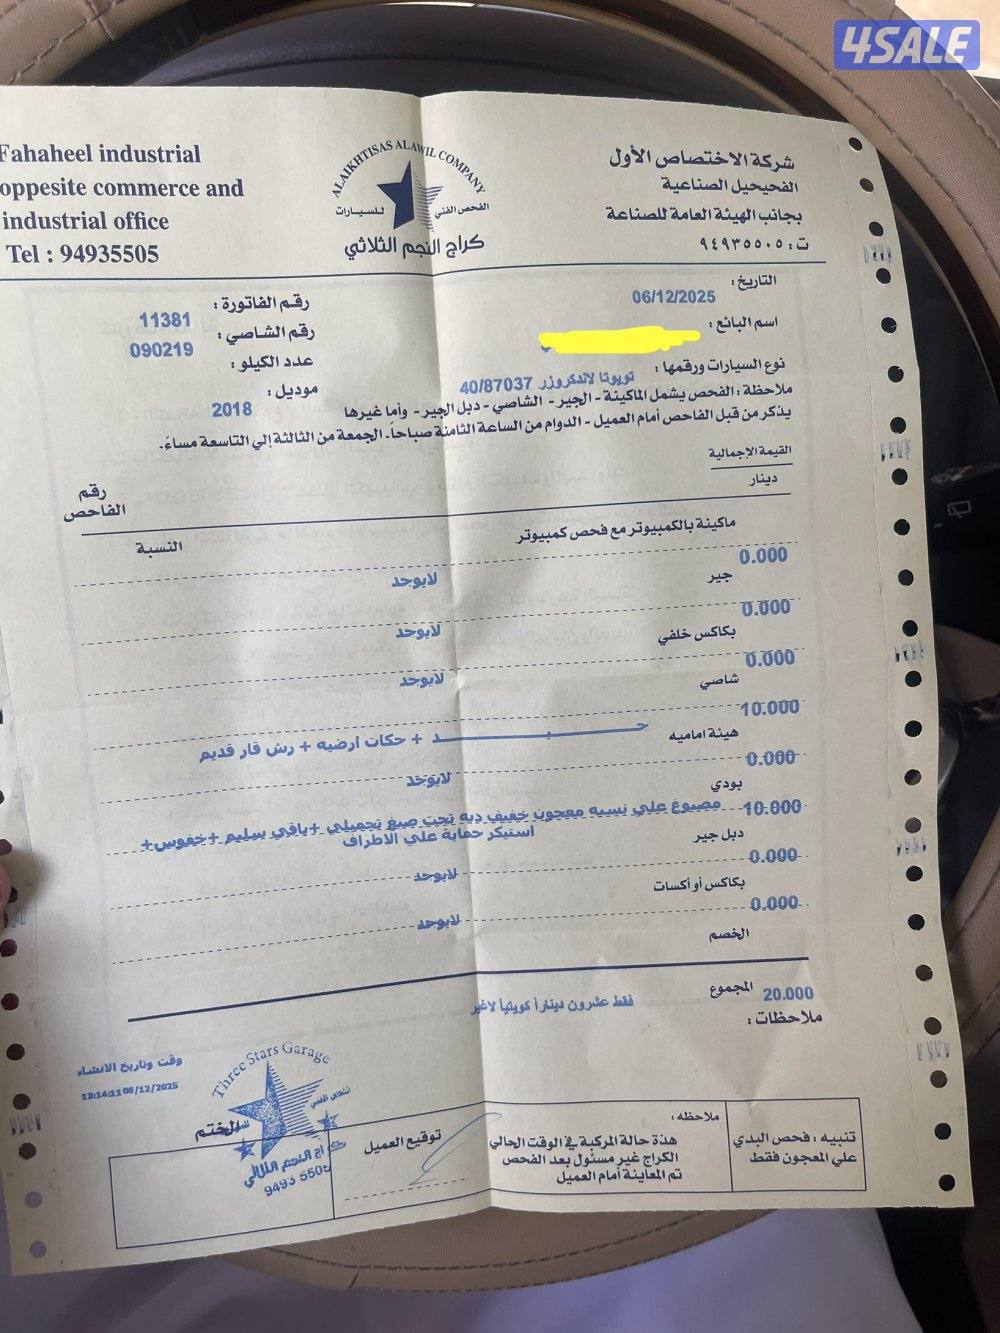 4SALE
Fahaheel industrial
oppesite commerce and
industrial office
Tel : 94935505
ALAIKHTISAS ALAWIL COMPANY
الفحص الفني للسيارات
كراج النجم الثلاثي
شركة الاختصاص الأول
الفحيحيل الصناعية
بجانب الهيئة العامة للصناعة
ت : ٩٤٩٣٥٥٠٥
التاريخ :
06/12/2025
رقم الفاتورة :
11381
اسم البائع :
رقم الشاصي :
090219
عدد الكيلو :
نوع السيارات ورقمها : تويوتا لاندكروزر 40/87037
موديل :
2018
ملاحظة : الفحص يشمل الماكينة - الجير - الشاصي - دبل الجير - وأما غيرها
يذكر من قبل الفاحص أمام العميل - الدوام من الساعة الثامنة صباحاً. الجمعة من الثالثة إلي التاسعة مساءً.
القيمة الإجمالية
دينار
رقم
الفاحص
النسبة
ماكينة بالكمبيوتر مع فحص كمبيوتر
0.000
لايوجد
جير
0.000
لايوجد
بكاكس خلفي
0.000
لايوجد
شاصي
10.000
جـــيـــد + حكات ارضيه + رش قار قديم
هيئة اماميه
0.000
لايوجد
بودي
10.000
مصبوغ علي نسبه معجون خفيف دبه تحت صبغ تجميلي +باقي سليم +خفوس+
استيكر حماية علي الاطراف
دبل جير
0.000
لايوجد
بكاكس أو أكسات
0.000
لايوجد
الخصم
المجموع 20.000
فقط عشرون ديناراً كويتياً لاغير
ملاحظات :
وقت وتاريخ الانشاء
06/12/2025
Three Stars Garage
كراج النجم الثلاثي
9493 5505
الختم
توقيع العميل
ملاحظه :
هذة حالة المركبة في الوقت الحالي
الكراج غير مسئول بعد الفحص
تم المعاينة أمام العميل
تنبيه : فحص البدي
علي المعجون فقط